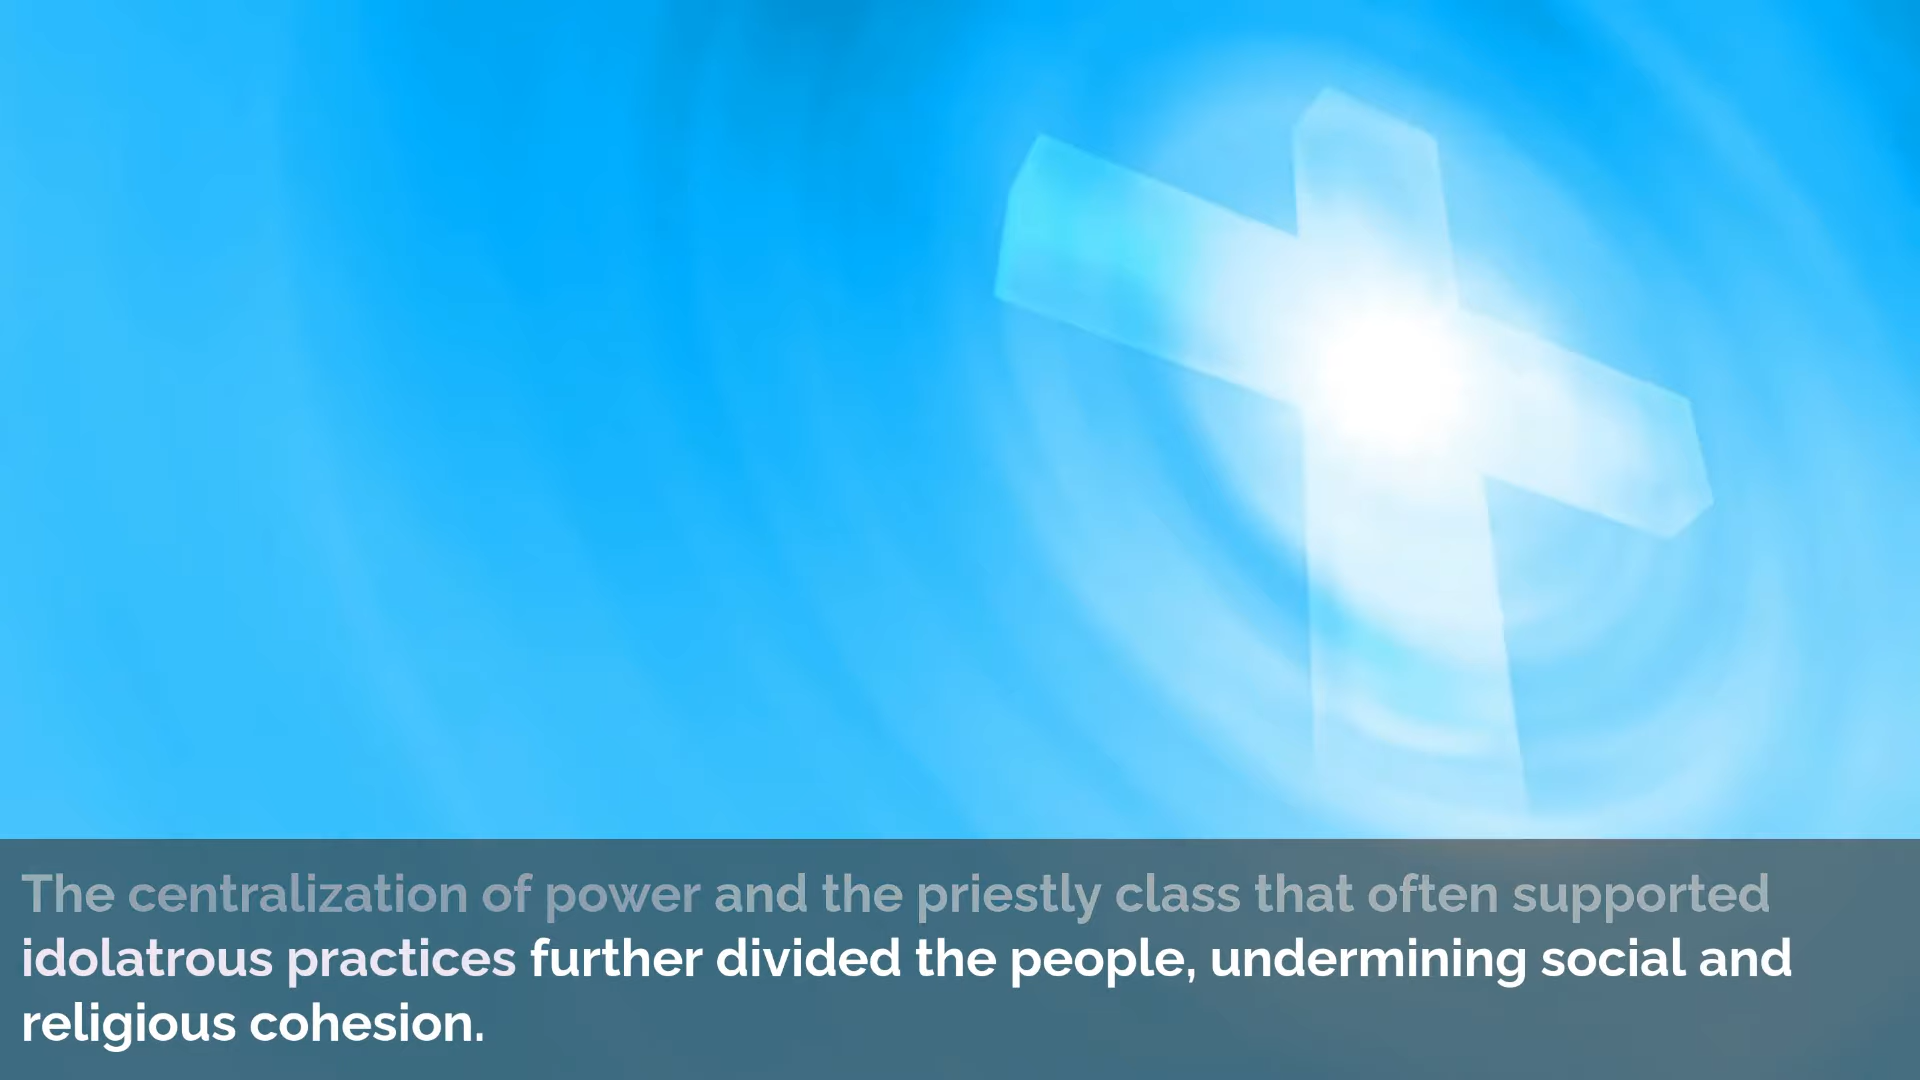 The centralization of power and the priestly class that often supported
idolatrous practices further divided the people, undermining social and
religious cohesion.